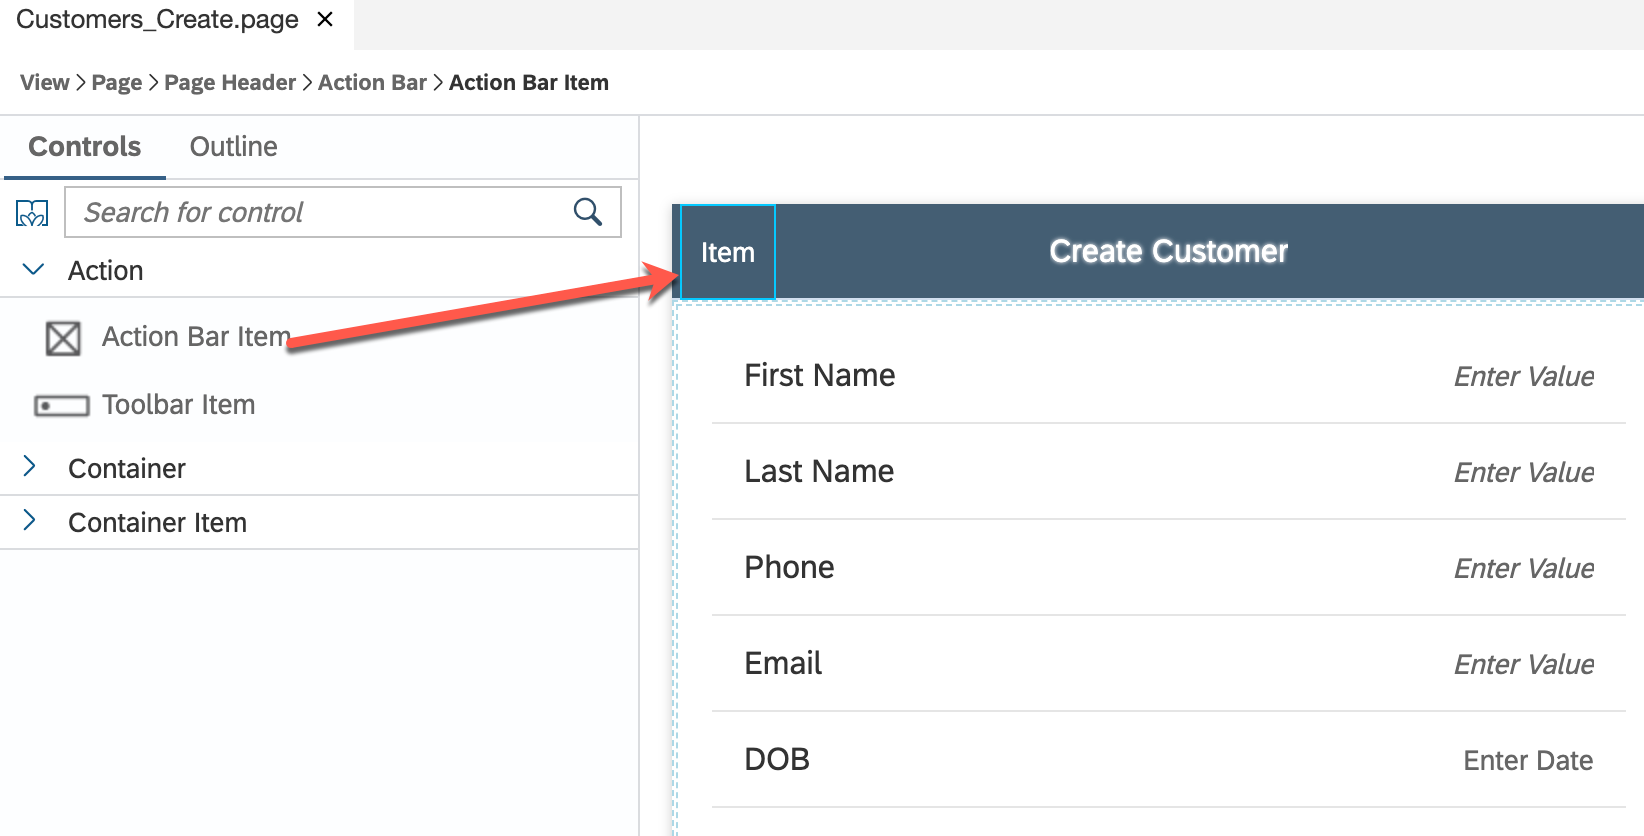 Customers_Create.page
View > Page > Page Header > Action Bar > Action Bar Item
Controls Outline
Search for control
Action
Action Bar Item
Toolbar Item
Container
Container Item
Item Create Customer
First Name Enter Value
Last Name Enter Value
Phone Enter Value
Email Enter Value
DOB Enter Date